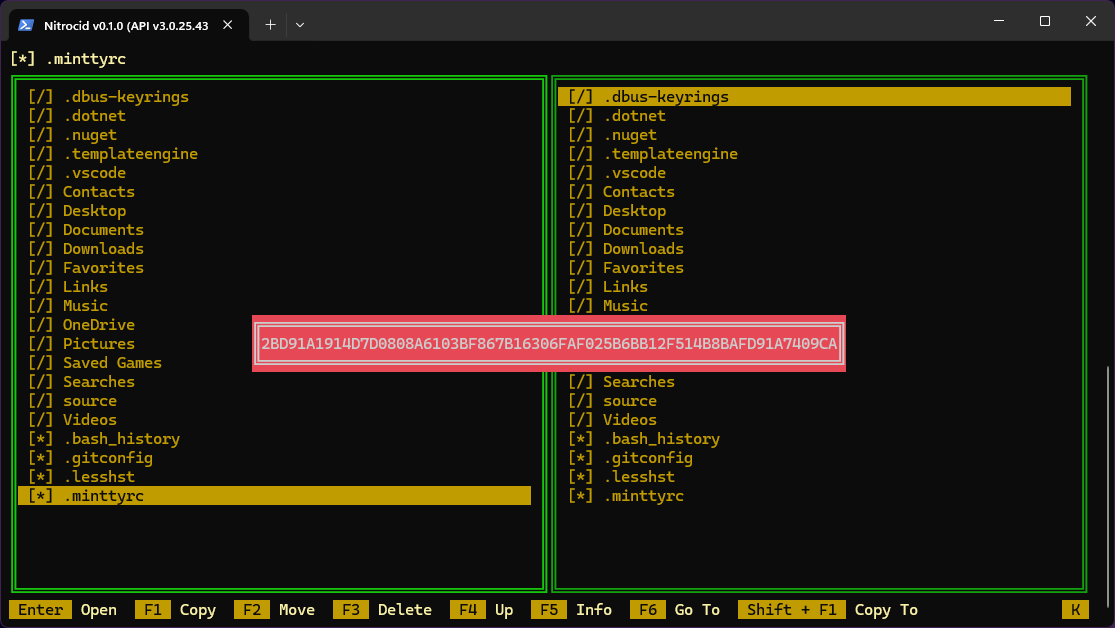 Nitrocid v0.1.0 (API v3.0.25.43
[*] .minttyrc
[/] .dbus-keyrings
[/] .dotnet
[/] .nuget
[/] .templateengine
[/] .vscode
[/] Contacts
[/] Desktop
[/] Documents
[/] Downloads
[/] Favorites
[/] Links
[/] Music
[/] OneDrive
[/] Pictures
[/] Saved Games
[/] Searches
[/] source
[/] Videos
[*] .bash_history
[*] .gitconfig
[*] .lesshst
[*] .minttyrc
[/] .dbus-keyrings
[/] .dotnet
[/] .nuget
[/] .templateengine
[/] .vscode
[/] Contacts
[/] Desktop
[/] Documents
[/] Downloads
[/] Favorites
[/] Links
[/] Music
[/] Searches
[/] source
[/] Videos
[*] .bash_history
[*] .gitconfig
[*] .lesshst
[*] .minttyrc
2BD91A1914D7D0808A6103BF867B16306FAF025B6BB12F514B8BAFD91A7409CA
Enter Open F1 Copy F2 Move F3 Delete F4 Up F5 Info F6 Go To Shift + F1 Copy To K